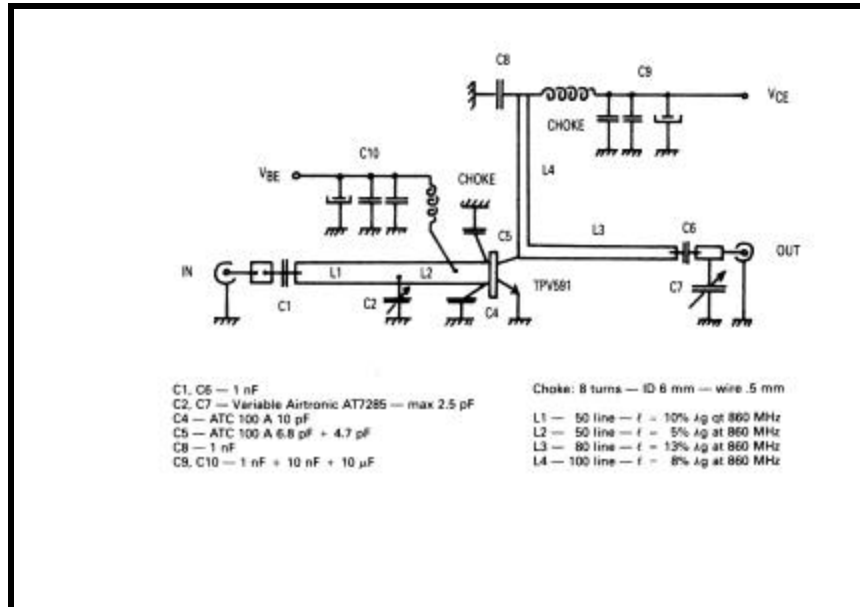 C8
C9
VCE
CHOKE
C10
VBE
CHOKE
L4
C5
L3
C6
OUT
IN
L1
L2
TPV591
C7
C1
C2
C4
C1, C6 — 1 nF
C2, C7 — Variable Airtronic AT7285 — max 2.5 pF
C4 — ATC 100 A 10 pF
C5 — ATC 100 A 6.8 pF + 4.7 pF
C8 — 1 nF
C9, C10 — 1 nF + 10 nF + 10 µF
Choke: 8 turns — ID 6 mm — wire .5 mm
L1 — 50 line — ℓ = 10% λg at 860 MHz
L2 — 50 line — ℓ = 5% λg at 860 MHz
L3 — 80 line — ℓ = 13% λg at 860 MHz
L4 — 100 line — ℓ = 8% λg at 860 MHz